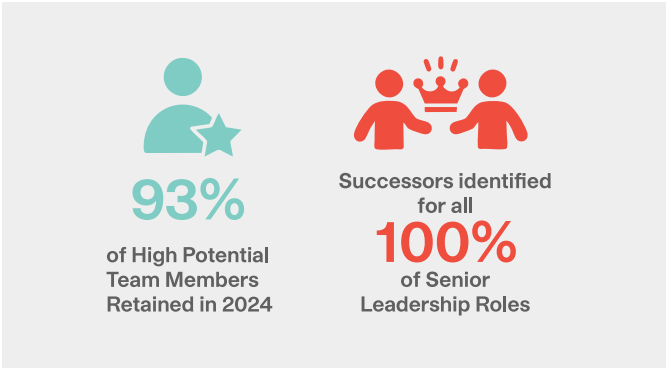 93%
of High Potential
Team Members
Retained in 2024
Successors identified
for all
100%
of Senior
Leadership Roles